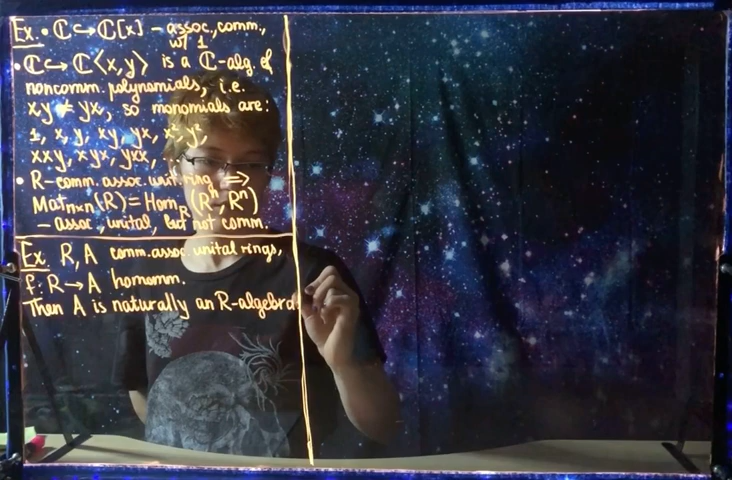 Ex. • ℂ ↪ ℂ[x] - assoc, comm.,
w/ 1
• ℂ ↪ ℂ⟨x, y⟩ is a ℂ-alg. of
noncomm. polynomials, i.e.
xy ≠ yx, so monomials are:
1, x, y, xy, yx, x², y²,
xxy, xyx, yxx,
• R-comm. assoc. unit. ring ⟹
Mat_{n×n}(R) = Hom_R(Rⁿ, Rⁿ)
- assoc, unital, but not comm.
Ex. R, A comm. assoc. unital rings,
f: R → A homom.
Then A is naturally an R-algebra